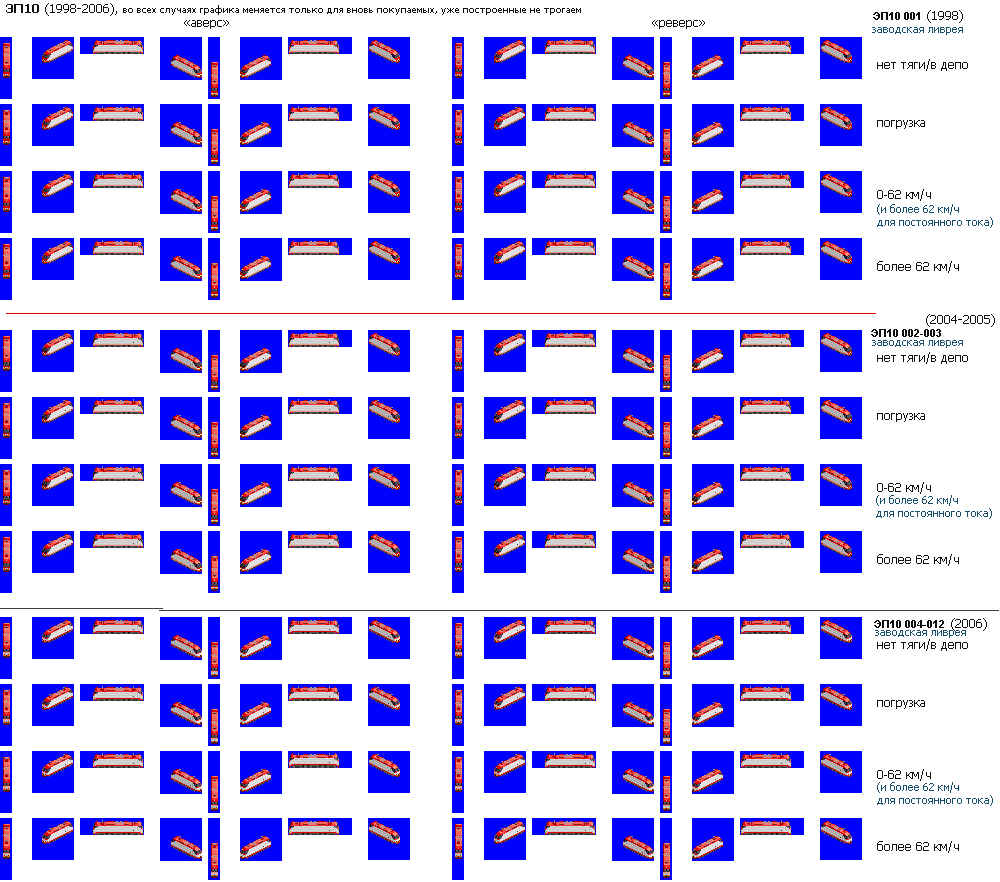 ЭП10 (1998-2006), во всех случаях графика меняется только для вновь покупаемых, уже построенные не трогаем
«аверс»
«реверс»
ЭП10 001 (1998)
заводская ливрея
нет тяги/в депо
погрузка
0-62 км/ч
(и более 62 км/ч
для постоянного тока)
более 62 км/ч
(2004-2005)
ЭП10 002-003
заводская ливрея
нет тяги/в депо
погрузка
0-62 км/ч
(и более 62 км/ч
для постоянного тока)
более 62 км/ч
ЭП10 004-012 (2006)
заводская ливрея
нет тяги/в депо
погрузка
0-62 км/ч
(и более 62 км/ч
для постоянного тока)
более 62 км/ч